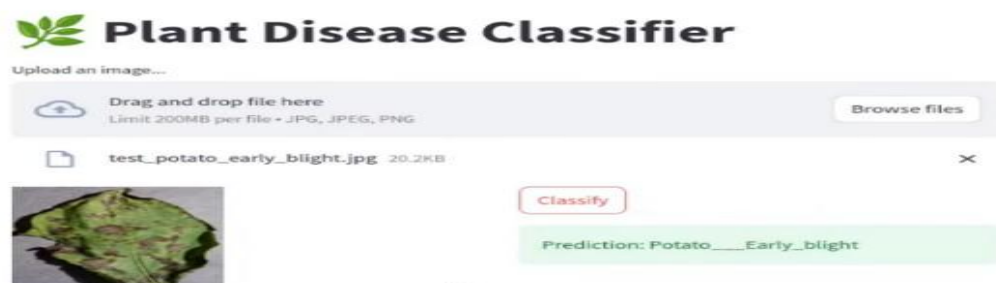 Plant Disease Classifier
Upload an image...
Drag and drop file here
Limit 200MB per file • JPG, JPEG, PNG
Browse files
test_potato_early_blight.jpg 20.2KB
×
Classify
Prediction: Potato___Early_blight